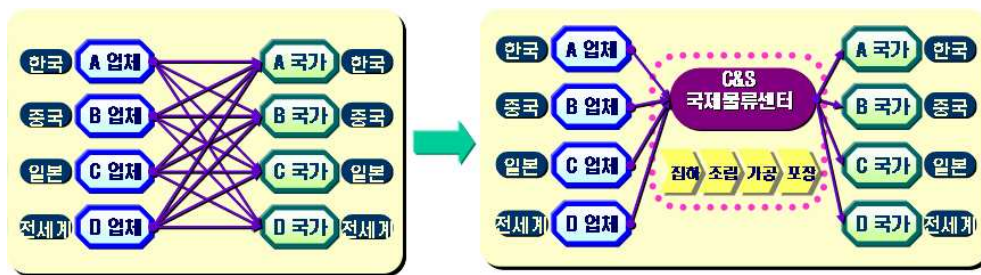 한국 A 업체 A 국가 한국
중국 B 업체 B 국가 중국
일본 C 업체 C 국가 일본
전세계 D 업체 D 국가 전세계
한국 A 업체
중국 B 업체
일본 C 업체
전세계 D 업체
C&S
국제물류센터
집하 조립 가공 포장
A 국가 한국
B 국가 중국
C 국가 일본
D 국가 전세계